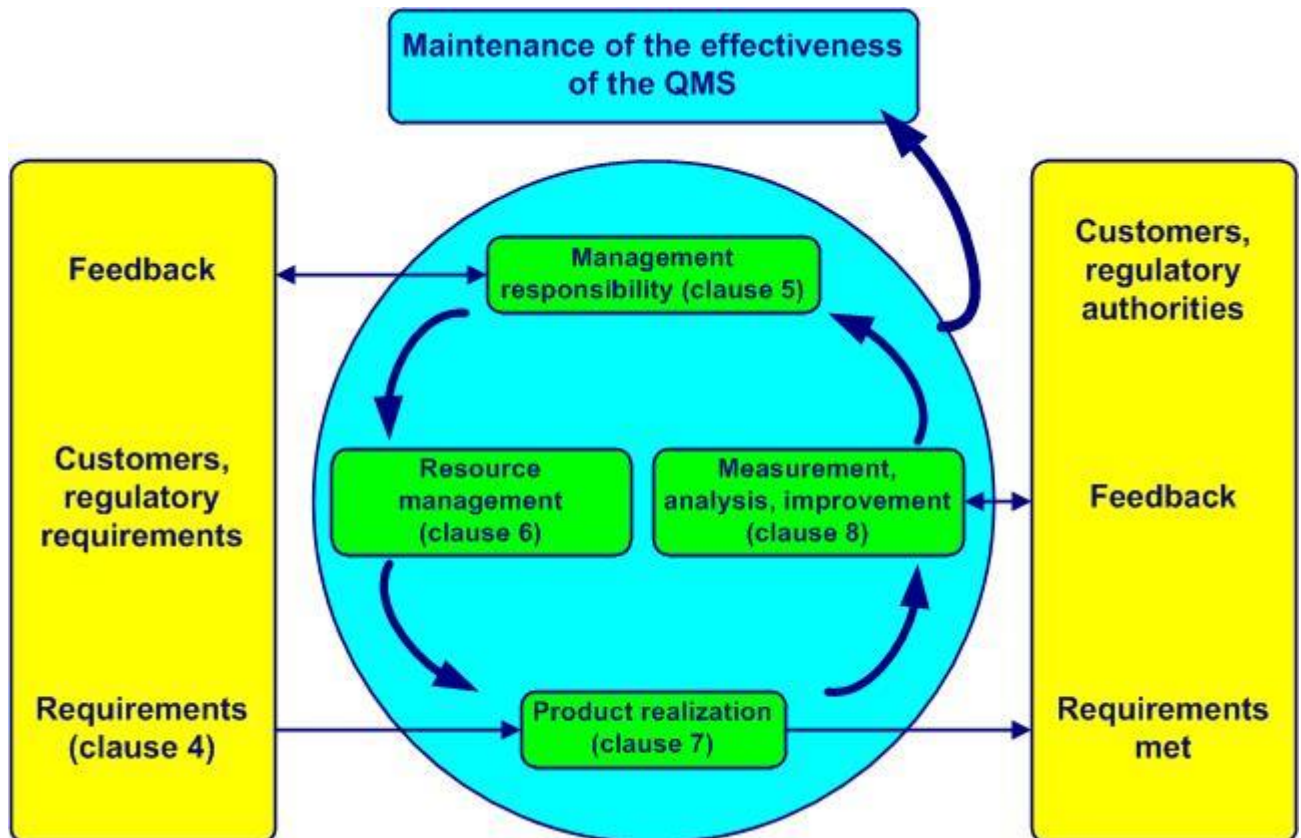 Maintenance of the effectiveness
of the QMS
Feedback
Customers,
regulatory
requirements
Requirements
(clause 4)
Management
responsibility (clause 5)
Resource
management
(clause 6)
Measurement,
analysis, improvement
(clause 8)
Product realization
(clause 7)
Customers,
regulatory
authorities
Feedback
Requirements
met